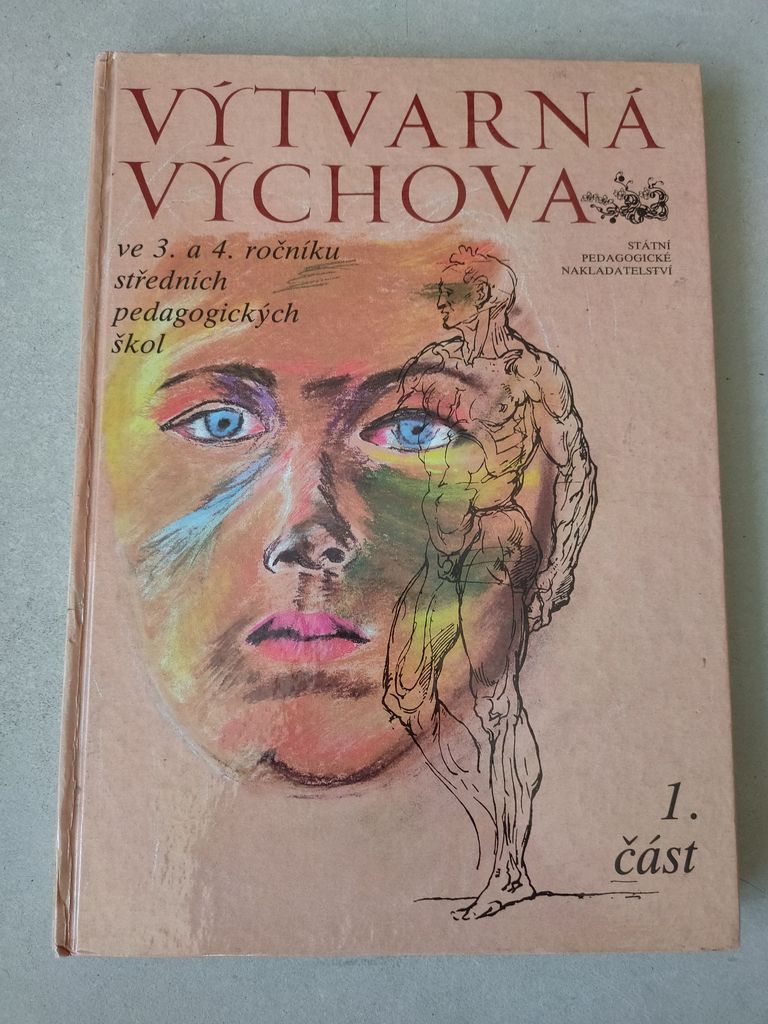 VÝTVARNÁ
VÝCHOVA
STÁTNÍ
PEDAGOGICKÉ
NAKLADATELSTVÍ
ve 3. a 4. ročníku
středních
pedagogických
škol
1.
část